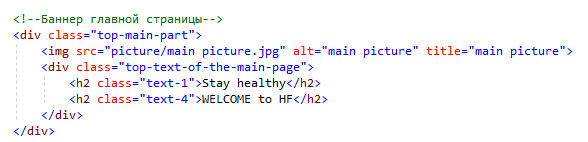 <!--Баннер главной страницы-->
<div class="top-main-part">
<img src="picture/main picture.jpg" alt="main picture" title="main picture">
<div class="top-text-of-the-main-page">
<h2 class="text-1">Stay healthy</h2>
<h2 class="text-4">WELCOME to HF</h2>
</div>
</div>